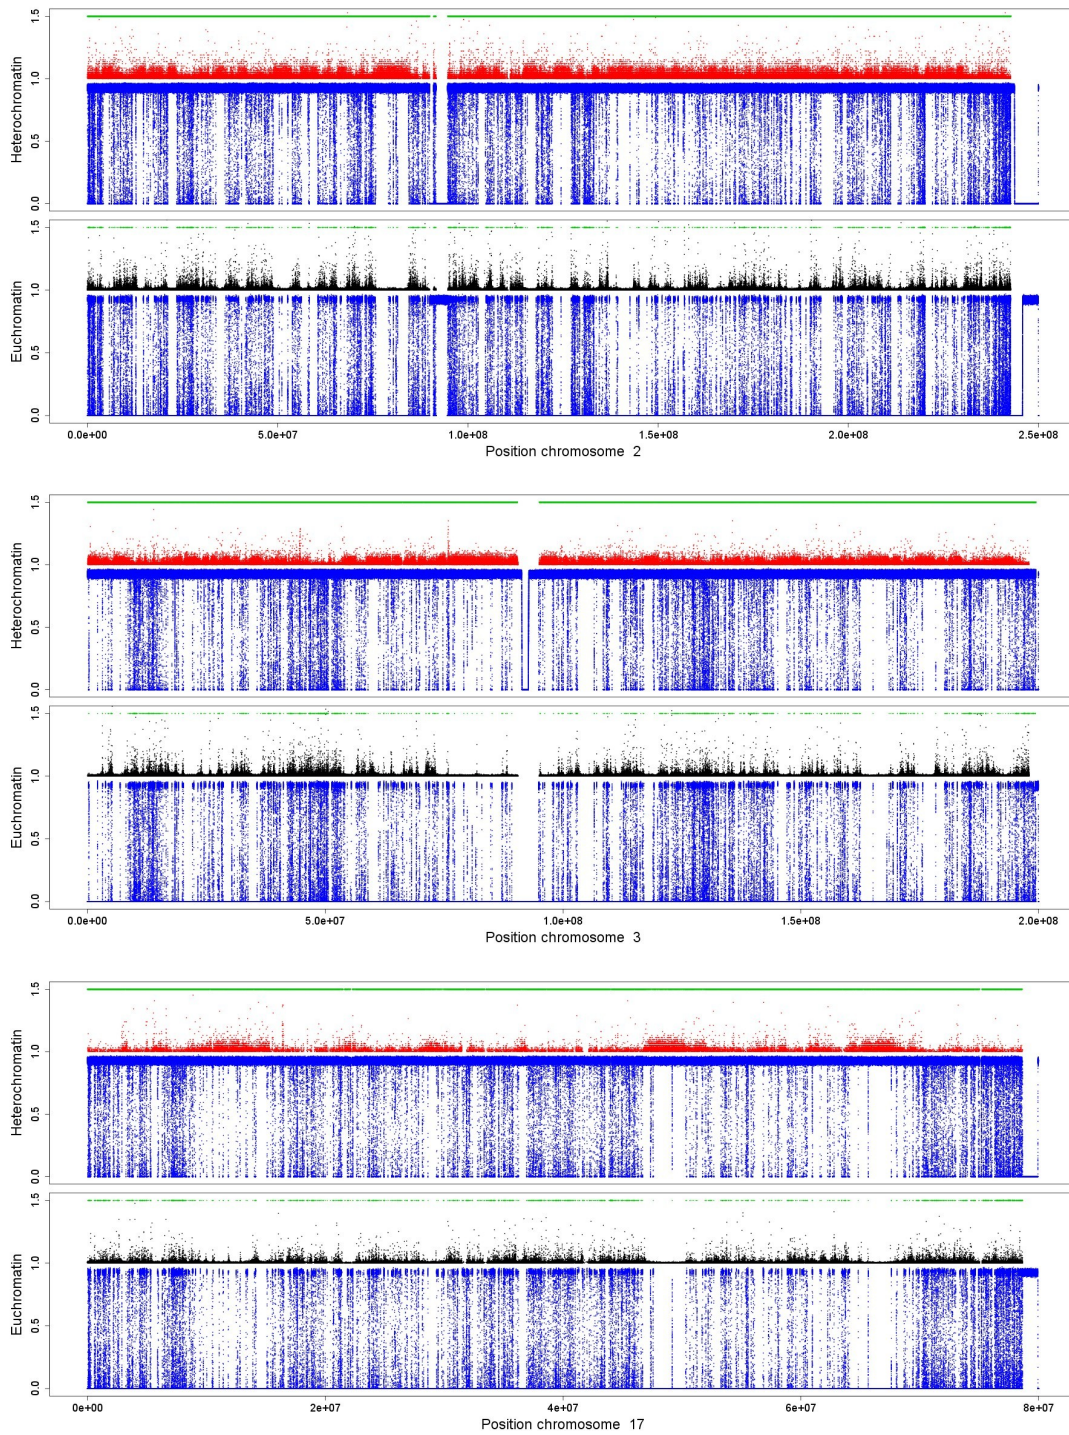 1.5
1.0
0.5
0.0
Heterochromatin
1.5
1.0
0.5
0.0
Euchromatin
0.0e+00 5.0e+07 1.0e+08 1.5e+08 2.0e+08 2.5e+08
Position chromosome 2
1.5
1.0
0.5
0.0
Heterochromatin
1.5
1.0
0.5
0.0
Euchromatin
0.0e+00 5.0e+07 1.0e+08 1.5e+08 2.0e+08
Position chromosome 3
1.5
1.0
0.5
0.0
Heterochromatin
1.5
1.0
0.5
0.0
Euchromatin
0e+00 2e+07 4e+07 6e+07 8e+07
Position chromosome 17